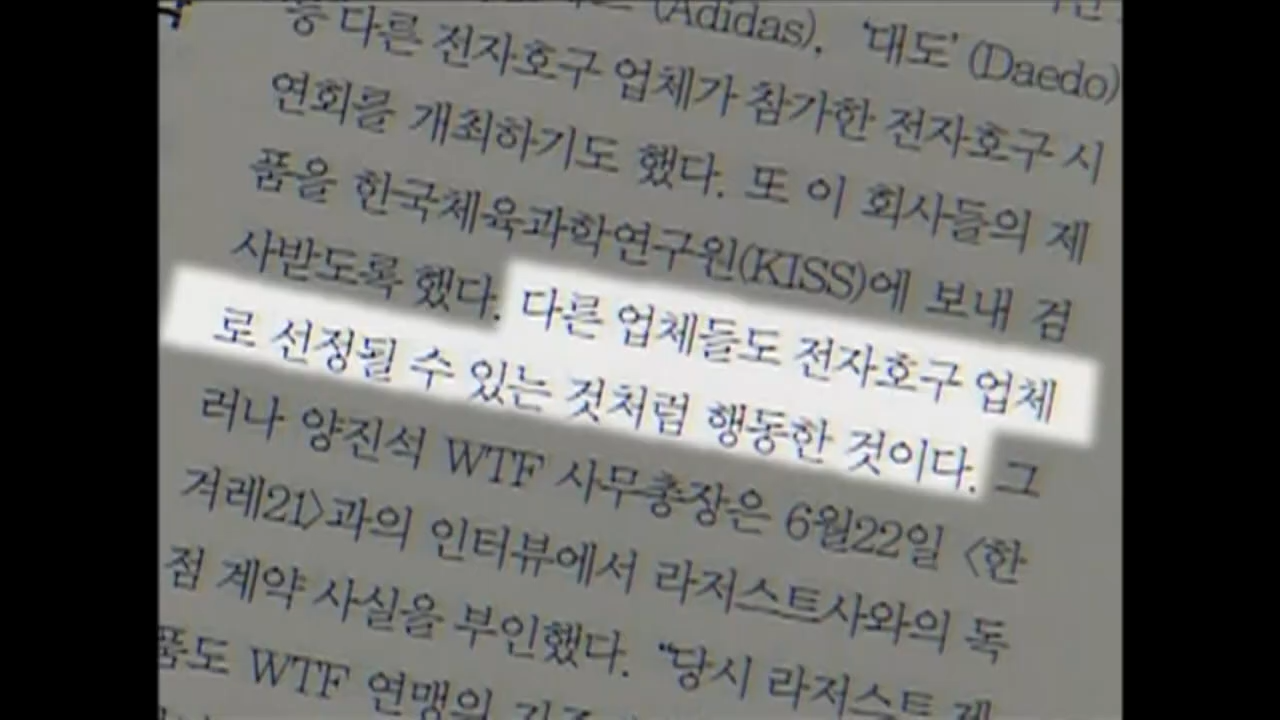 (Adidas), ‘대도’(Daedo)
등 다른 전자호구 업체가 참가한 전자호구 시
연회를 개최하기도 했다. 또 이 회사들의 제
품을 한국체육과학연구원(KISS)에 보내 검
사받도록 했다. 다른 업체들도 전자호구 업체
로 선정될 수 있는 것처럼 행동한 것이다. 그
러나 양진석 WTF 사무총장은 6월22일 〈한
겨레21〉과의 인터뷰에서 라저스트사와의 독
점 계약 사실을 부인했다. “당시 라저스트 제
품도 WTF 연맹의